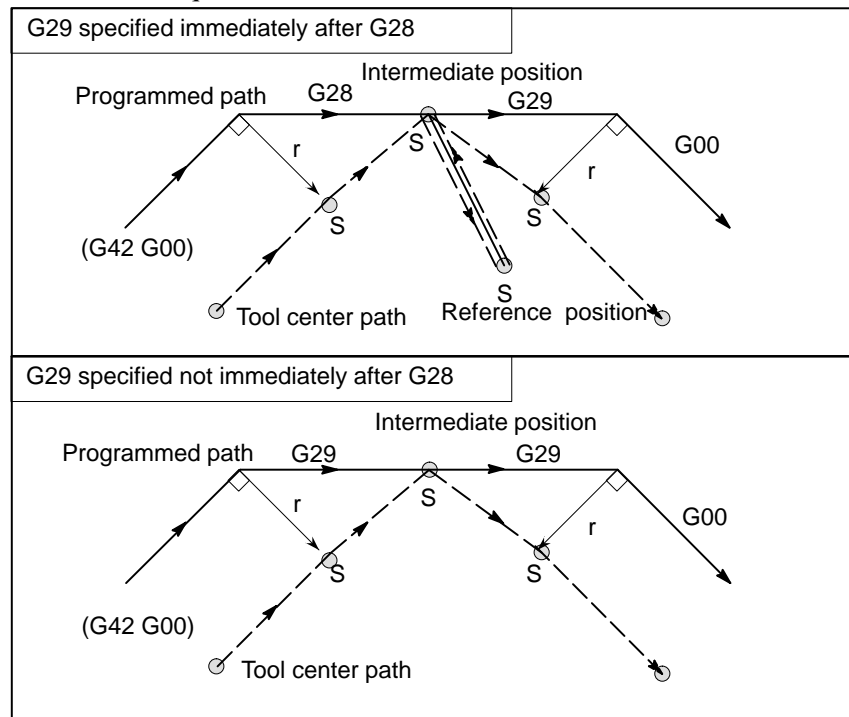 G29 specified immediately after G28
Intermediate position
Programmed path
G28
G29
G00
r
S
r
S
S
(G42 G00)
S
Tool center path
Reference position
G29 specified not immediately after G28
Intermediate position
Programmed path
G29
G29
r
S
r
G00
S
S
(G42 G00)
Tool center path